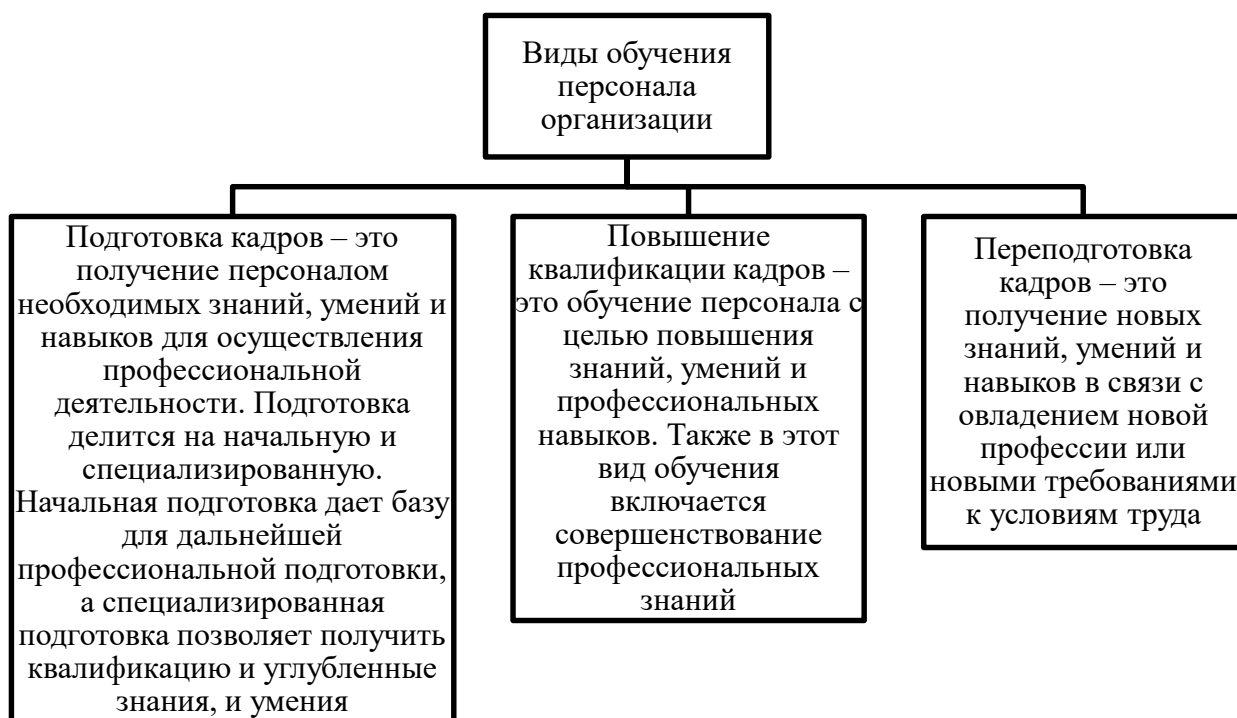 Виды обучения
персонала
организации
Подготовка кадров – это
получение персоналом
необходимых знаний, умений и
навыков для осуществления
профессиональной
деятельности. Подготовка
делится на начальную и
специализированную.
Начальная подготовка дает базу
для дальнейшей
профессиональной подготовки,
а специализированная
подготовка позволяет получить
квалификацию и углубленные
знания, и умения
Повышение
квалификации кадров –
это обучение персонала с
целью повышения
знаний, умений и
профессиональных
навыков. Также в этот
вид обучения
включается
совершенствование
профессиональных
знаний
Переподготовка
кадров – это
получение новых
знаний, умений и
навыков в связи с
овладением новой
профессии или
новыми требованиями
к условиям труда